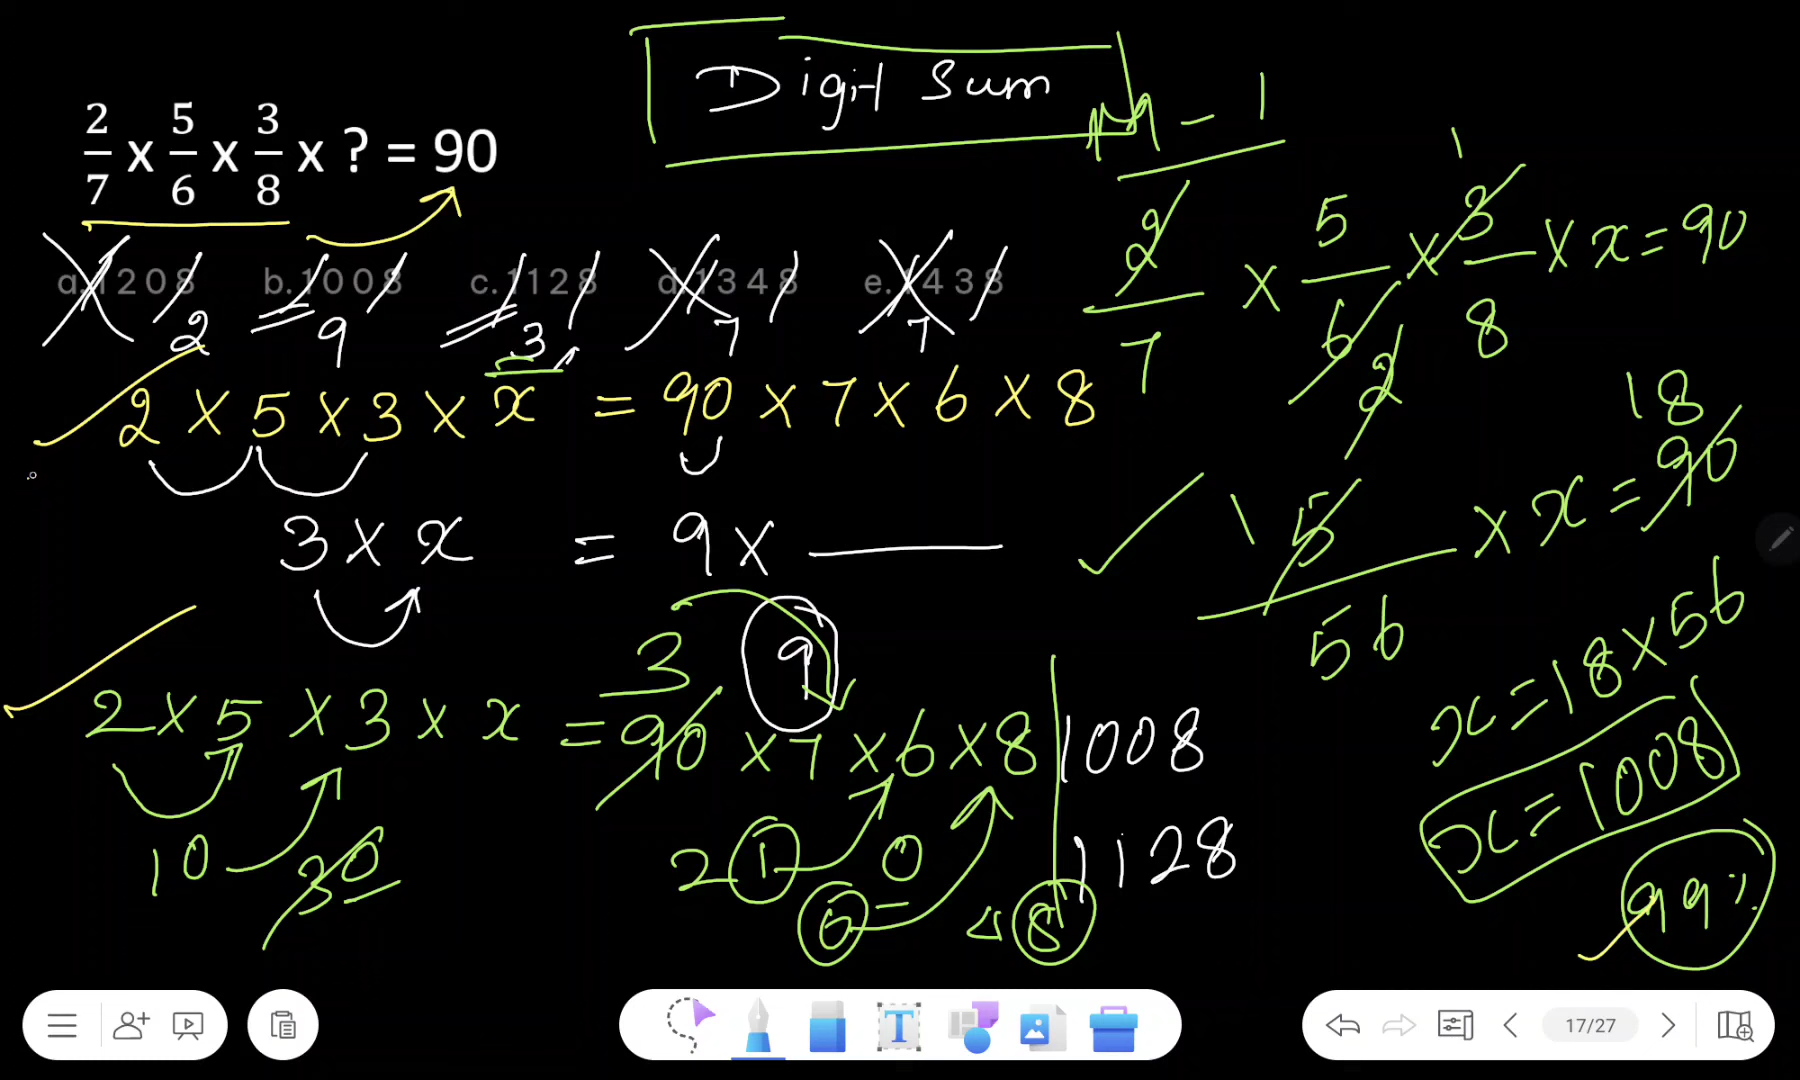 Digit Sum
2/7 x 5/6 x 3/8 x ? = 90
a.1208 b.1008 c.1128 d.1348 e.1438
2 9 3 7 7
2 × 5 × 3 × x = 90 × 7 × 6 × 8
3 × x = 9 ×
3 9
2 × 5 × 3 × x = 90 × 7 × 6 × 8
10 30
21 0
6 = 48
1008
1128
M - 1
1
2/7 × 5/6 × 3/8 × x = 90
2
18
1 5/56 × x = 90
x = 18 × 56
x = 1008
99%
17/27